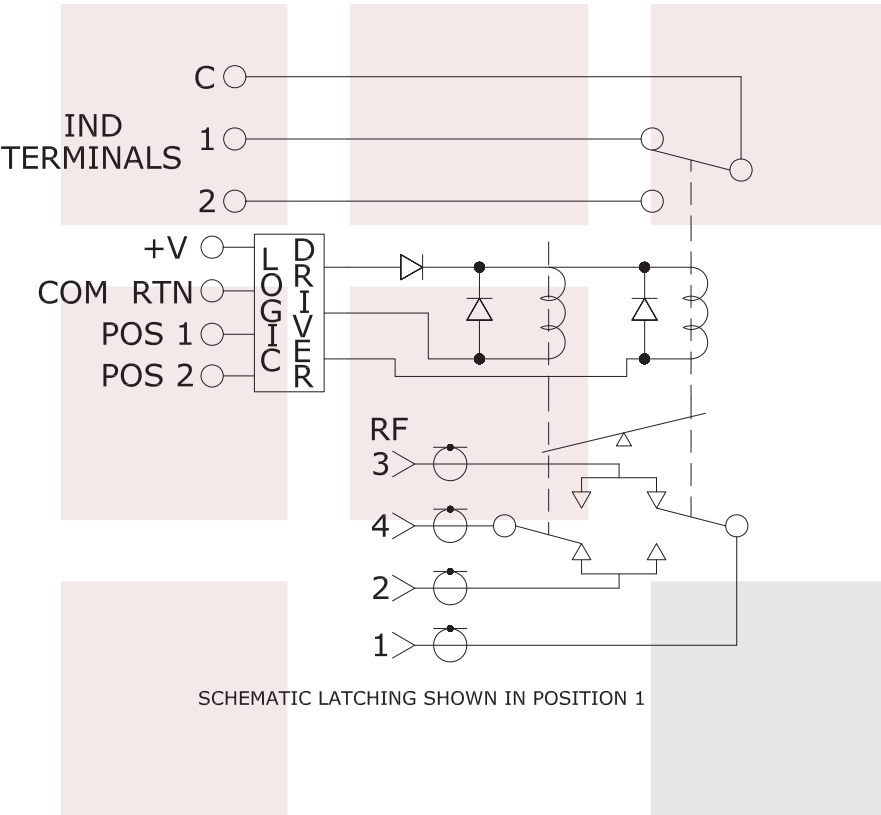 C
IND
TERMINALS
1
2
+V
COM RTN
POS 1
POS 2
LOGIC
DRIVER
RF
3
4
2
1
SCHEMATIC LATCHING SHOWN IN POSITION 1